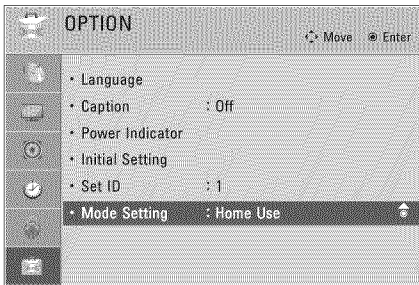 OPTION
Move Enter
• Language
• Caption : Off
• Power Indicator
• Initial Setting
• Set ID : 1
• Mode Setting : Home Use